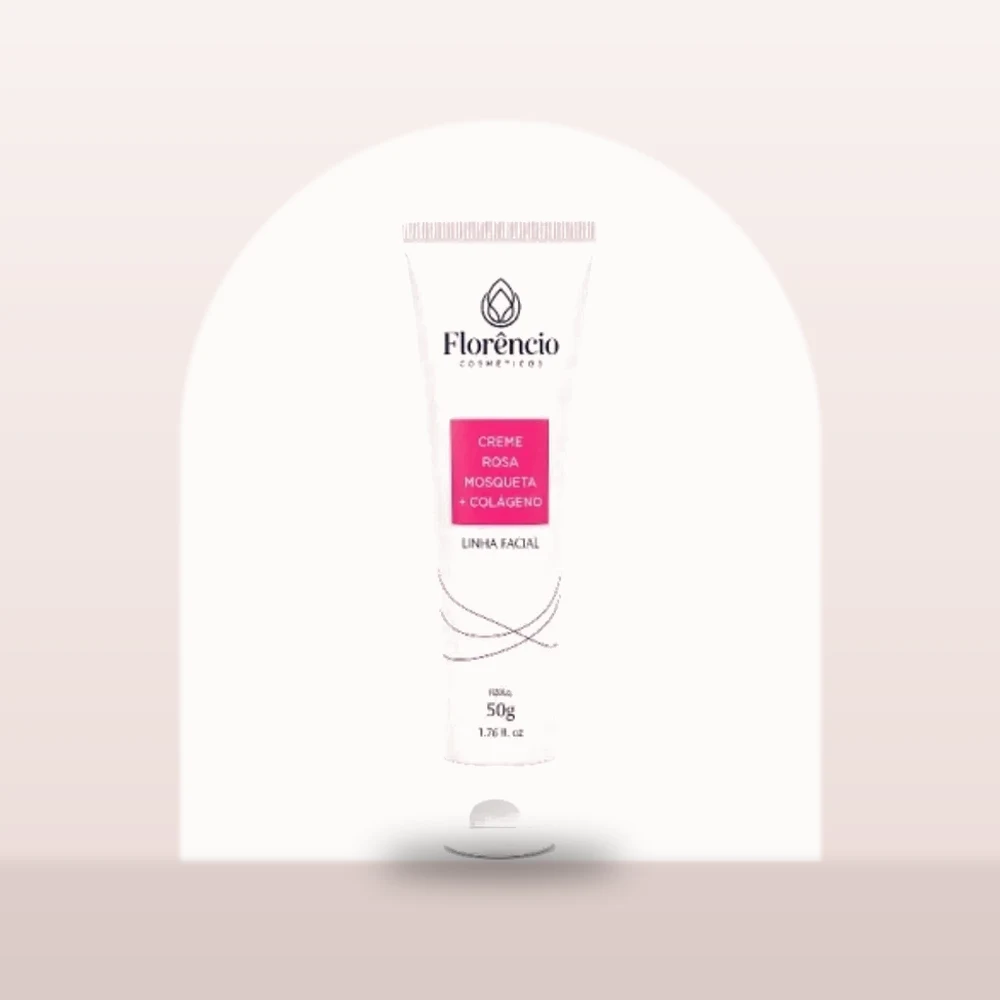 Florêncio
COSMÉTICOS
CREME
ROSA
MOSQUETA
+ COLÁGENO
LINHA FACIAL
50g
1.76 fl. oz